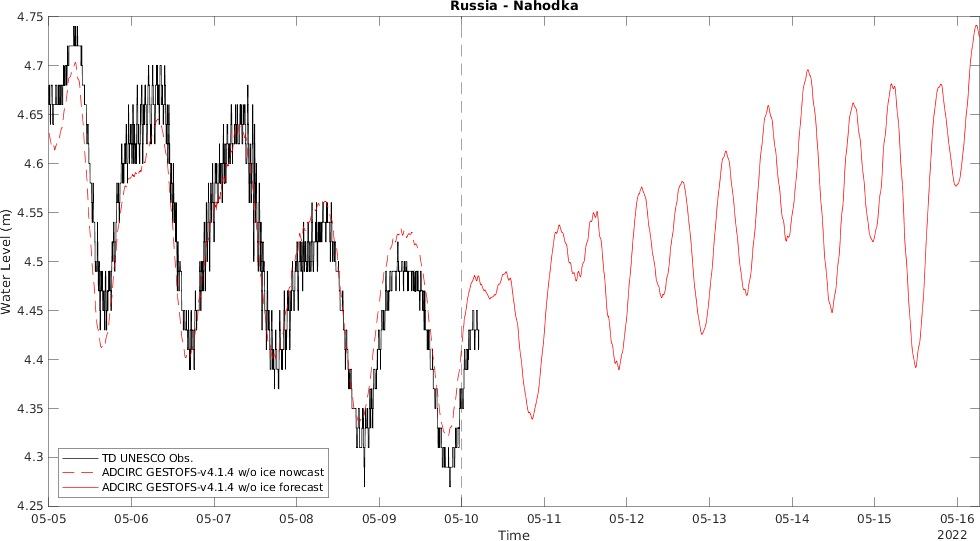 Russia - Nahodka
4.75
4.7
4.65
4.6
4.55
4.5
4.45
4.4
4.35
4.3
4.25
Water Level (m)
TD UNESCO Obs.
ADCIRC GESTOFS-v4.1.4 w/o ice nowcast
ADCIRC GESTOFS-v4.1.4 w/o ice forecast
05-05 05-06 05-07 05-08 05-09 05-10 05-11 05-12 05-13 05-14 05-15 05-16
Time
2022